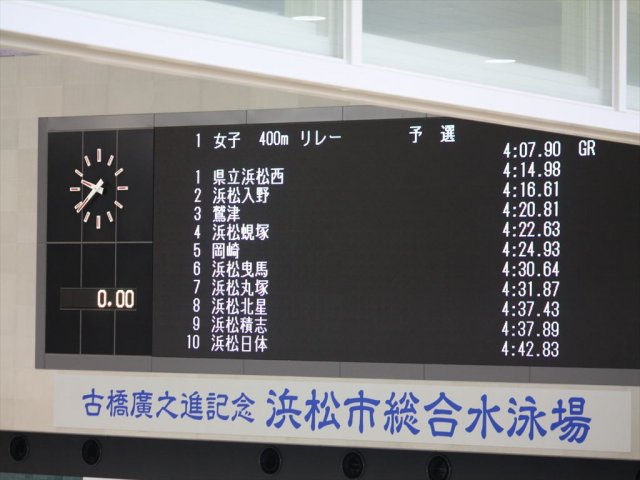 1 女子 400m リレー 予選 4:07.90 GR
1 県立浜松西 4:14.98
2 浜松入野 4:16.61
3 鷲津 4:20.81
4 浜松蜆塚 4:22.63
5 岡崎 4:24.93
6 浜松曳馬 4:30.64
7 浜松丸塚 4:31.87
8 浜松北星 4:37.43
9 浜松積志 4:37.89
10 浜松日体 4:42.83
0.00
古橋廣之進記念 浜松市総合水泳場